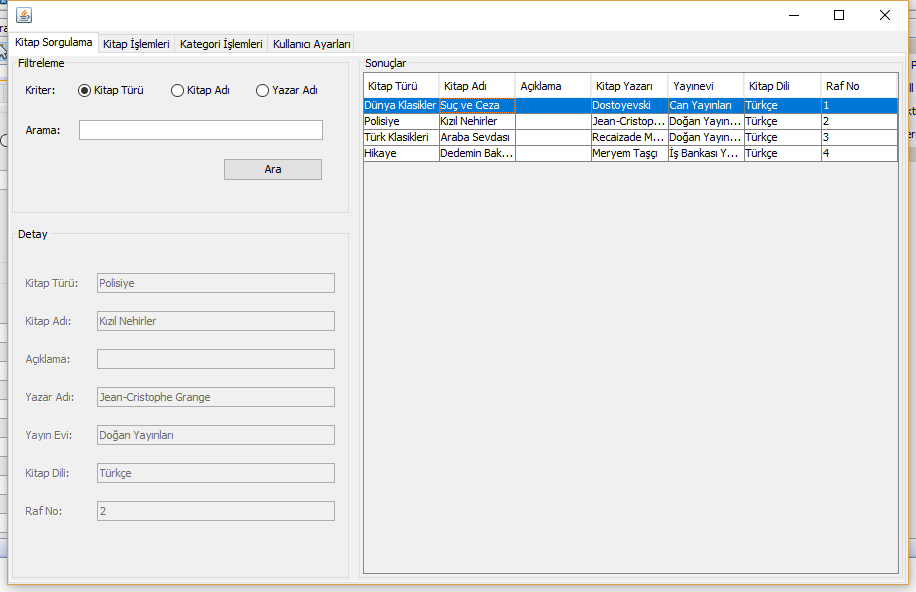 Kitap Sorgulama Kitap İşlemleri Kategori İşlemleri Kullanıcı Ayarları
Filtreleme
Kriter: Kitap Türü Kitap Adı Yazar Adı
Arama:
Ara
Detay
Kitap Türü: Polisiye
Kitap Adı: Kızıl Nehirler
Açıklama:
Yazar Adı: Jean-Cristophe Grange
Yayın Evi: Doğan Yayınları
Kitap Dili: Türkçe
Raf No: 2
Sonuçlar
Kitap Türü Kitap Adı Açıklama Kitap Yazarı Yayınevi Kitap Dili Raf No
Dünya Klasikler Suç ve Ceza Dostoyevski Can Yayınları Türkçe 1
Polisiye Kızıl Nehirler Jean-Cristop... Doğan Yayın... Türkçe 2
Türk Klasikleri Araba Sevdası Recaizade M... Doğan Yayın... Türkçe 3
Hikaye Dedemin Bak... Meryem Taşçı İş Bankası Y... Türkçe 4